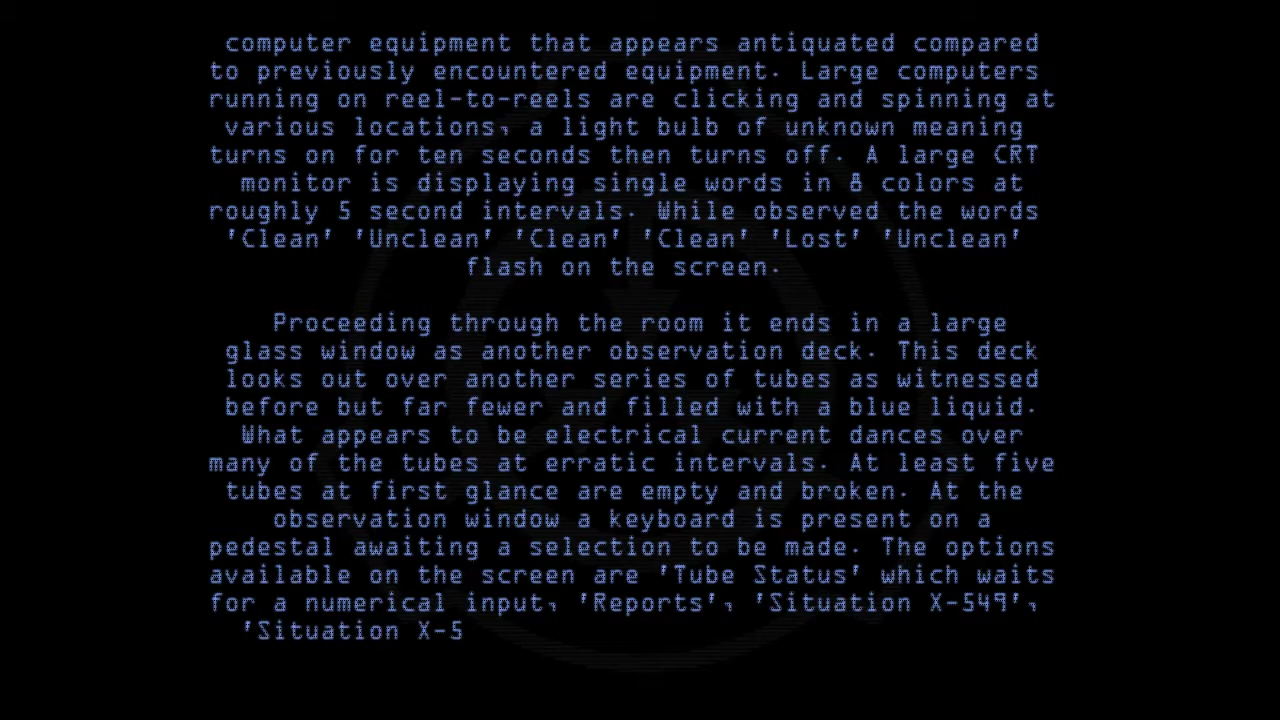 computer equipment that appears antiquated compared
to previously encountered equipment. Large computers
running on reel-to-reels are clicking and spinning at
various locations, a light bulb of unknown meaning
turns on for ten seconds then turns off. A large CRT
monitor is displaying single words in 8 colors at
roughly 5 second intervals. While observed the words
'Clean' 'Unclean' 'Clean' 'Clean' 'Lost' 'Unclean'
flash on the screen.
Proceeding through the room it ends in a large
glass window as another observation deck. This deck
looks out over another series of tubes as witnessed
before but far fewer and filled with a blue liquid.
What appears to be electrical current dances over
many of the tubes at erratic intervals. At least five
tubes at first glance are empty and broken. At the
observation window a keyboard is present on a
pedestal awaiting a selection to be made. The options
available on the screen are 'Tube Status' which waits
for a numerical input, 'Reports', 'Situation X-549',
'Situation X-5